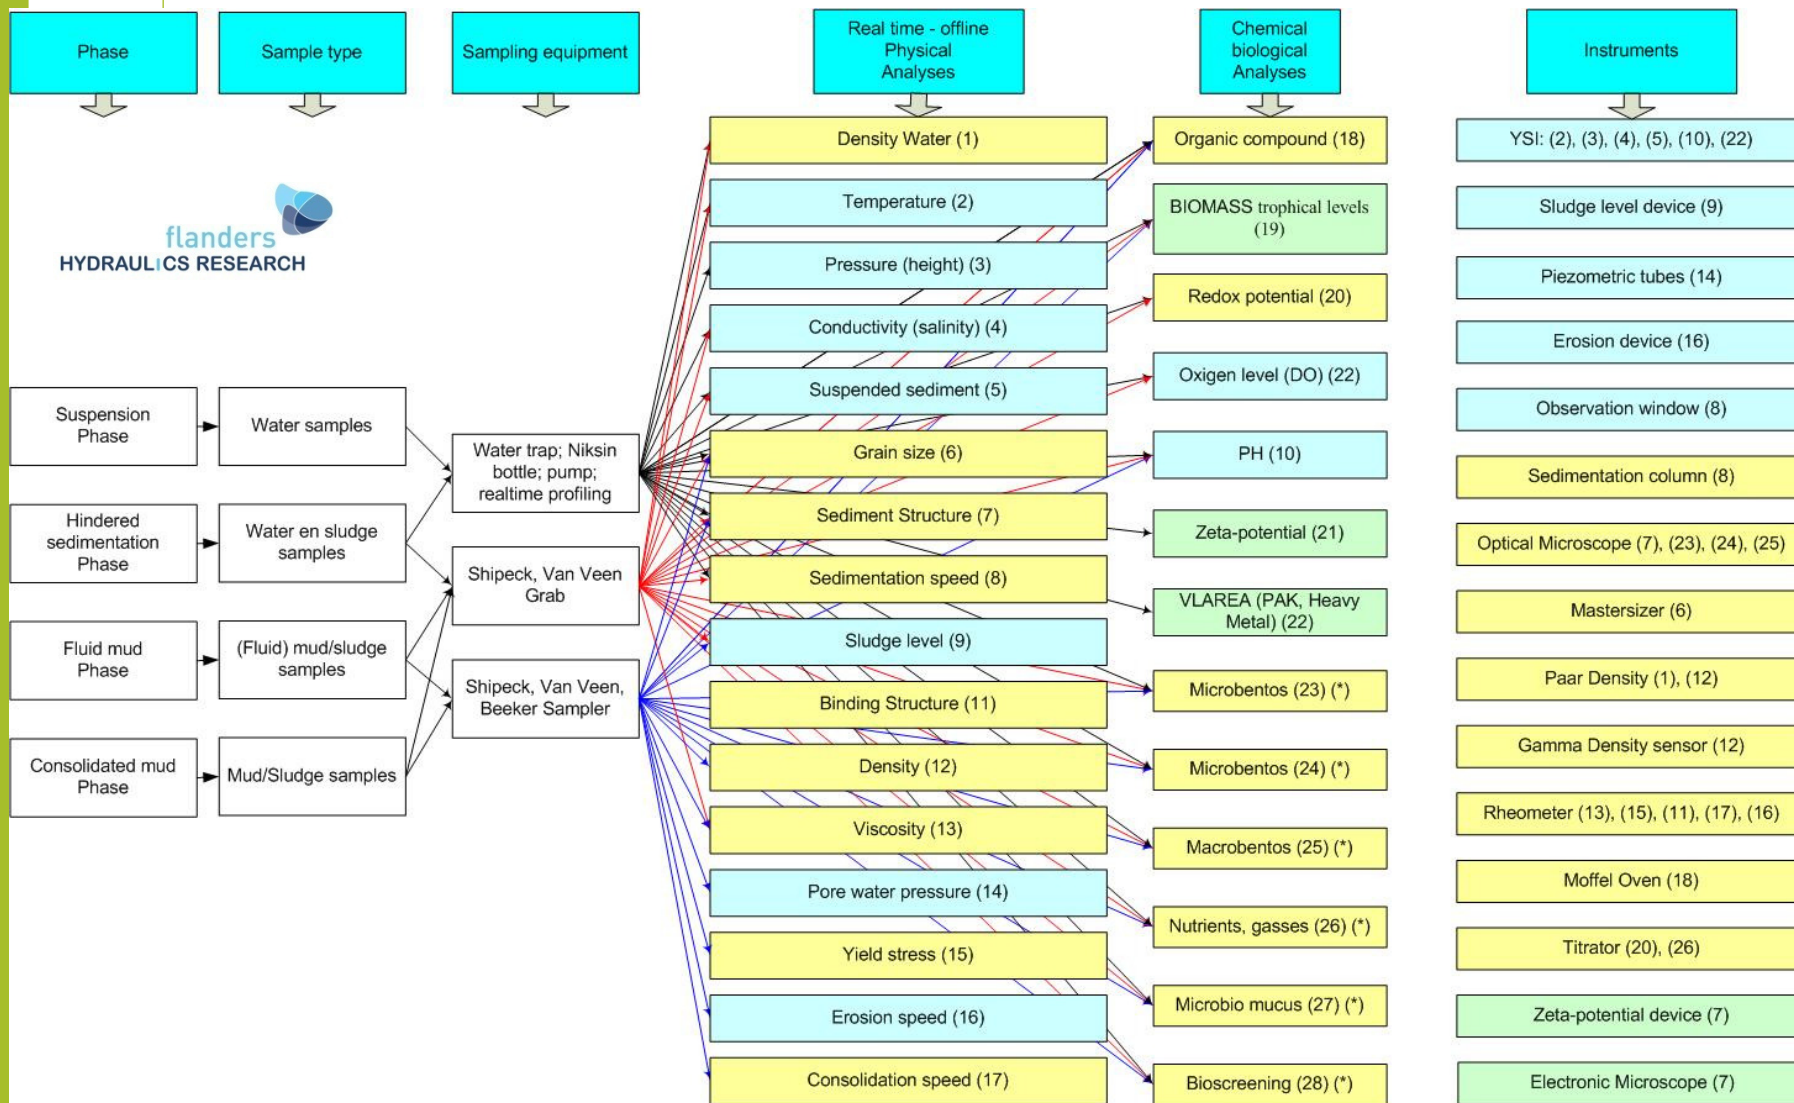 Phase
Sample type
Sampling equipment
Real time - offline
Physical
Analyses
Chemical
biological
Analyses
Instruments
flanders
HYDRAULICS RESEARCH
Suspension
Phase
Hindered
sedimentation
Phase
Fluid mud
Phase
Consolidated mud
Phase
Water samples
Water en sludge
samples
(Fluid) mud/sludge
samples
Mud/Sludge samples
Water trap; Niksin
bottle; pump;
realtime profiling
Shipeck, Van Veen
Grab
Shipeck, Van Veen,
Beeker Sampler
Density Water (1)
Temperature (2)
Pressure (height) (3)
Conductivity (salinity) (4)
Suspended sediment (5)
Grain size (6)
Sediment Structure (7)
Sedimentation speed (8)
Sludge level (9)
Binding Structure (11)
Density (12)
Viscosity (13)
Pore water pressure (14)
Yield stress (15)
Erosion speed (16)
Consolidation speed (17)
Organic compound (18)
BIOMASS trophical levels
(19)
Redox potential (20)
Oxigen level (DO) (22)
PH (10)
Zeta-potential (21)
VLAREA (PAK, Heavy
Metal) (22)
Microbentos (23) (*)
Microbentos (24) (*)
Macrobentos (25) (*)
Nutrients, gasses (26) (*)
Microbio mucus (27) (*)
Bioscreening (28) (*)
YSI: (2), (3), (4), (5), (10), (22)
Sludge level device (9)
Piezometric tubes (14)
Erosion device (16)
Observation window (8)
Sedimentation column (8)
Optical Microscope (7), (23), (24), (25)
Mastersizer (6)
Paar Density (1), (12)
Gamma Density sensor (12)
Rheometer (13), (15), (11), (17), (16)
Moffel Oven (18)
Titrator (20), (26)
Zeta-potential device (7)
Electronic Microscope (7)